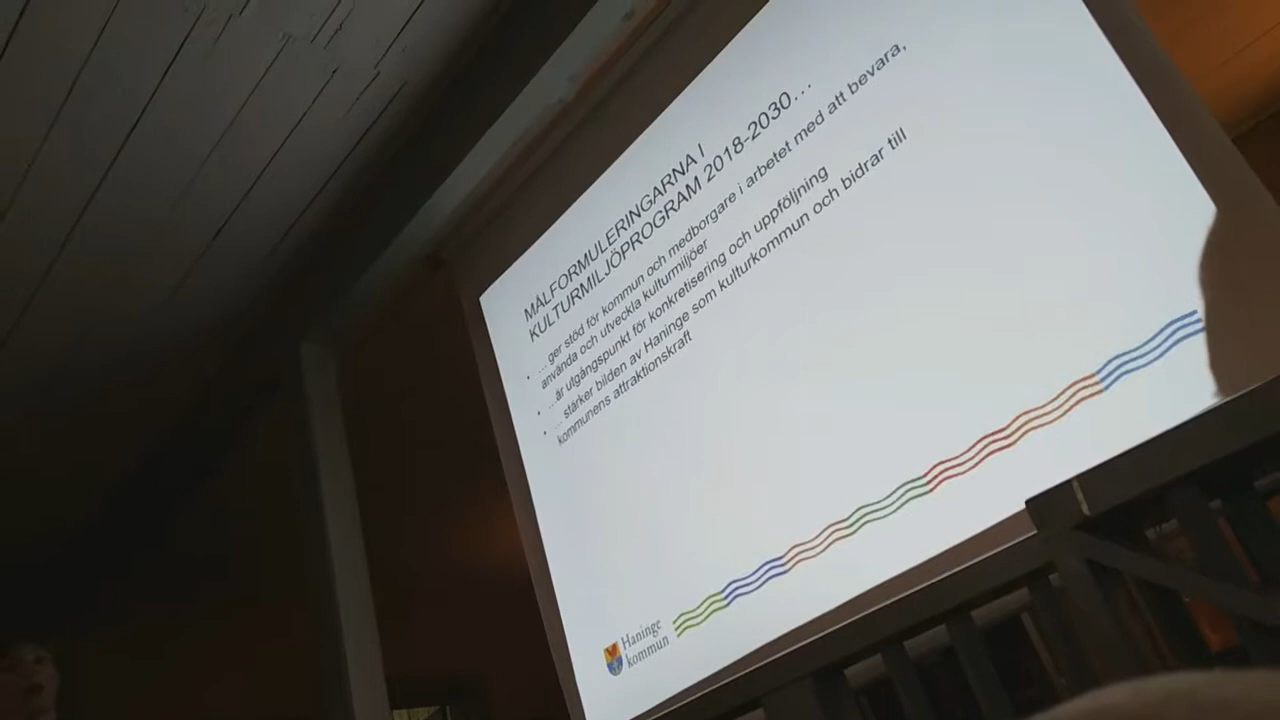 MÅLFORMULERINGARNA I
KULTURMILJÖPROGRAM 2018-2030…
• …ger stöd för kommun och medborgare i arbetet med att bevara,
använda och utveckla kulturmiljöer
• …är utgångspunkt för konkretisering och uppföljning
• … stärker bilden av Haninge som kulturkommun och bidrar till
kommunens attraktionskraft
Haninge
kommun